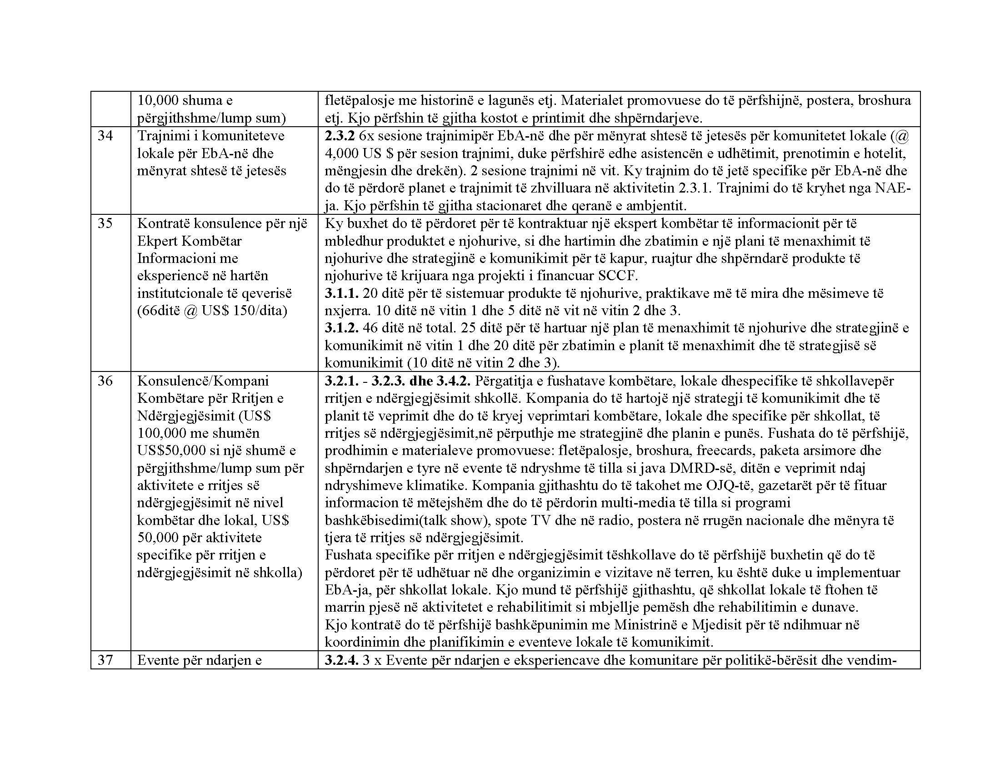 10,000 shuma e
përgjithshme/lump sum)
fletëpalosje me historinë e lagunës etj. Materialet promovuese do të përfshijnë, postera, broshura
etj. Kjo përfshin të gjitha kostot e printimit dhe shpërndarjeve.
34
Trajnimi i komuniteteve
lokale për EbA-në dhe
mënyrat shtesë të jetesës
2.3.2 6x sesione trajnimipër EbA-në dhe për mënyrat shtesë të jetesës për komunitetet lokale (@
4,000 US $ për sesion trajnimi, duke përfshirë edhe asistencën e udhëtimit, prenotimin e hotelit,
mëngjesin dhe drekën). 2 sesione trajnimi në vit. Ky trajnim do të jetë specifike për EbA-në dhe
do të përdorë planet e trajnimit të zhvilluara në aktivitetin 2.3.1. Trajnimi do të kryhet nga NAE-
ja. Kjo përfshin të gjitha stacionaret dhe qeranë e ambjentit.
35
Kontratë konsulence për një
Ekpert Kombëtar
Informacioni me
eksperiencë në hartën
institutcionale të qeverisë
(66ditë @ US$ 150/dita)
Ky buxhet do të përdoret për të kontraktuar një ekspert kombëtar të informacionit për të
mbledhur produktet e njohurive, si dhe hartimin dhe zbatimin e një plani të menaxhimit të
njohurive dhe strategjinë e komunikimit për të kapur, ruajtur dhe shpërndarë produkte të
njohurive të krijuara nga projekti i financuar SCCF.
3.1.1. 20 ditë për të sistemuar produkte të njohurive, praktikave më të mira dhe mësimeve të
nxjerra. 10 ditë në vitin 1 dhe 5 ditë në vit në vitin 2 dhe 3.
3.1.2. 46 ditë në total. 25 ditë për të hartuar një plan të menaxhimit të njohurive dhe strategjinë e
komunikimit në vitin 1 dhe 20 ditë për zbatimin e planit të menaxhimit dhe të strategjisë së
komunikimit (10 ditë në vitin 2 dhe 3).
36
Konsulencë/Kompani
Kombëtare për Rritjen e
Ndërgjegjësimit (US$
100,000 me shumën
US$50,000 si një shumë e
përgjithshme/lump sum për
aktivitete e rritjes së
ndërgjegjësimit në nivel
kombëtar dhe lokal, US$
50,000 për aktivitete
specifike për rritjen e
ndërgjegjësimit në shkolla)
3.2.1. - 3.2.3. dhe 3.4.2. Përgatitja e fushatave kombëtare, lokale dhespecifike të shkollavepër
rritjen e ndërgjegjësimit shkollë. Kompania do të hartojë një strategji të komunikimit dhe të
planit të veprimit dhe do të kryej veprimtari kombëtare, lokale dhe specifike për shkollat, të
rritjes së ndërgjegjësimit,në përputhje me strategjinë dhe planin e punës. Fushata do të përfshijë,
prodhimin e materialeve promovuese: fletëpalosje, broshura, freecards, paketa arsimore dhe
shpërndarjen e tyre në evente të ndryshme të tilla si java DMRD-së, ditën e veprimit ndaj
ndryshimeve klimatike. Kompania gjithashtu do të takohet me OJQ-të, gazetarët për të fituar
informacion të mëtejshëm dhe do të përdorin multi-media të tilla si programi
bashkëbisedimi(talk show), spote TV dhe në radio, postera në rrugën nacionale dhe mënyra të
tjera të rritjes së ndërgjegjësimit.
Fushata specifike për rritjen e ndërgjegjësimit tëshkollave do të përfshijë buxhetin që do të
përdoret për të udhëtuar në dhe organizimin e vizitave në terren, ku është duke u implementuar
EbA-ja, për shkollat lokale. Kjo mund të përfshijë gjithashtu, që shkollat lokale të ftohen të
marrin pjesë në aktivitetet e rehabilitimit si mbjellje pemësh dhe rehabilitimin e dunave.
Kjo kontratë do të përfshijë bashkëpunimin me Ministrinë e Mjedisit për të ndihmuar në
koordinimin dhe planifikimin e eventeve lokale të komunikimit.
37
Evente për ndarjen e
3.2.4. 3 x Evente për ndarjen e eksperiencave dhe komunitare për politikë-bërësit dhe vendim-